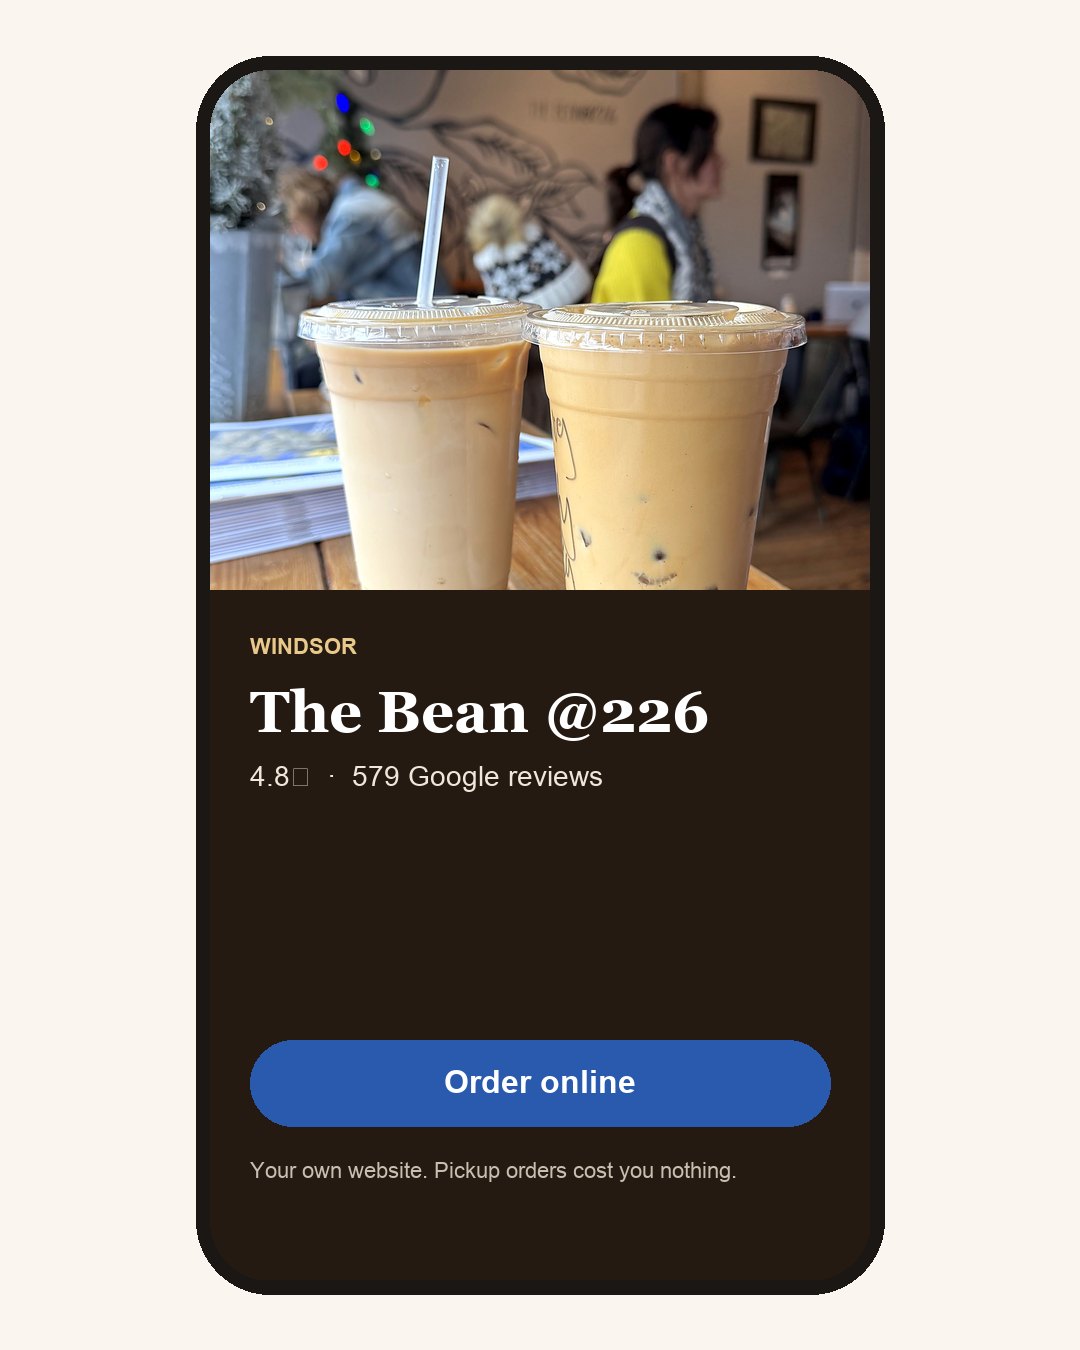 WINDSOR
The Bean @226
4.8□ · 579 Google reviews
Order online
Your own website. Pickup orders cost you nothing.